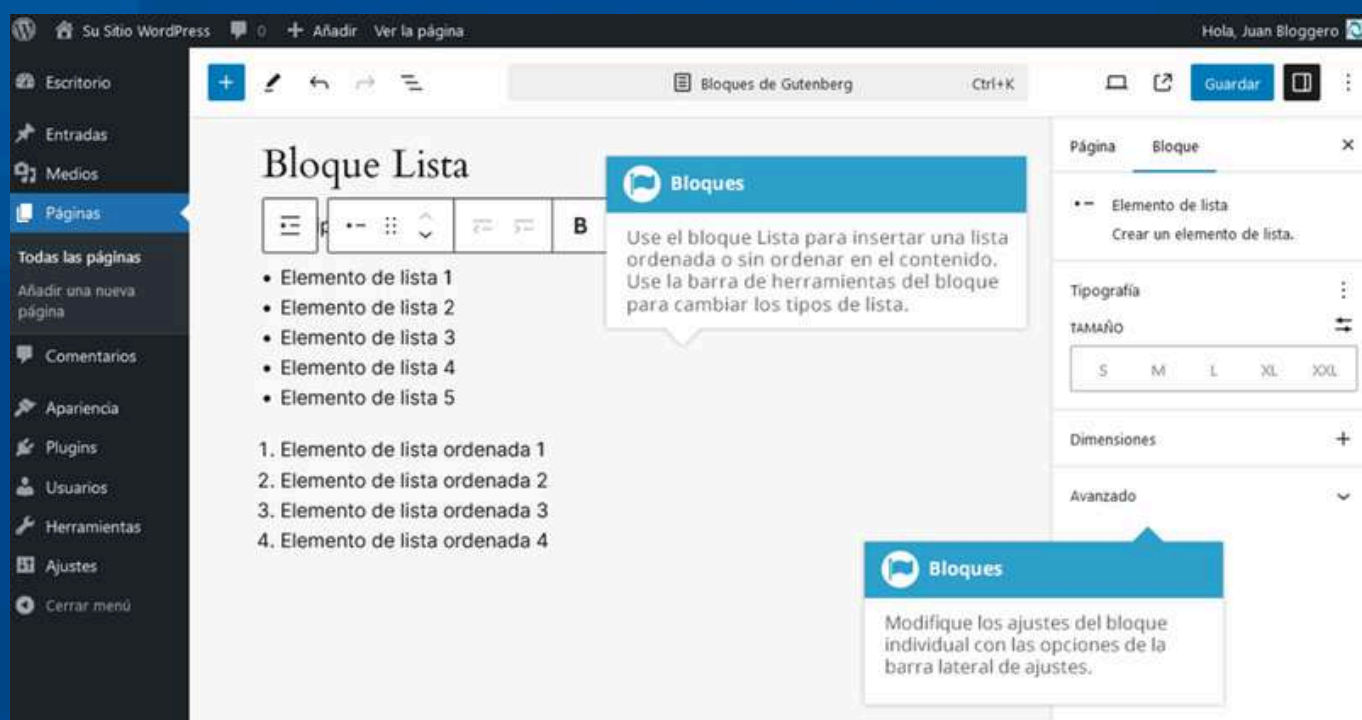 Su Sitio WordPress 0 Añadir Ver la página Hola, Juan Bloggero
Escritorio
Entradas
Medios
Páginas
Todas las páginas
Añadir una nueva
página
Comentarios
Apariencia
Plugins
Usuarios
Herramientas
Ajustes
Cerrar menú
Bloques de Gutenberg Ctrl+K
Guardar
Bloque Lista
B
• Elemento de lista 1
• Elemento de lista 2
• Elemento de lista 3
• Elemento de lista 4
• Elemento de lista 5
1. Elemento de lista ordenada 1
2. Elemento de lista ordenada 2
3. Elemento de lista ordenada 3
4. Elemento de lista ordenada 4
Bloques
Use el bloque Lista para insertar una lista
ordenada o sin ordenar en el contenido.
Use la barra de herramientas del bloque
para cambiar los tipos de lista.
Página Bloque
Elemento de lista
Crear un elemento de lista.
Tipografía
TAMAÑO
S M L XL XXL
Dimensiones
Avanzado
Bloques
Modifique los ajustes del bloque
individual con las opciones de la
barra lateral de ajustes.